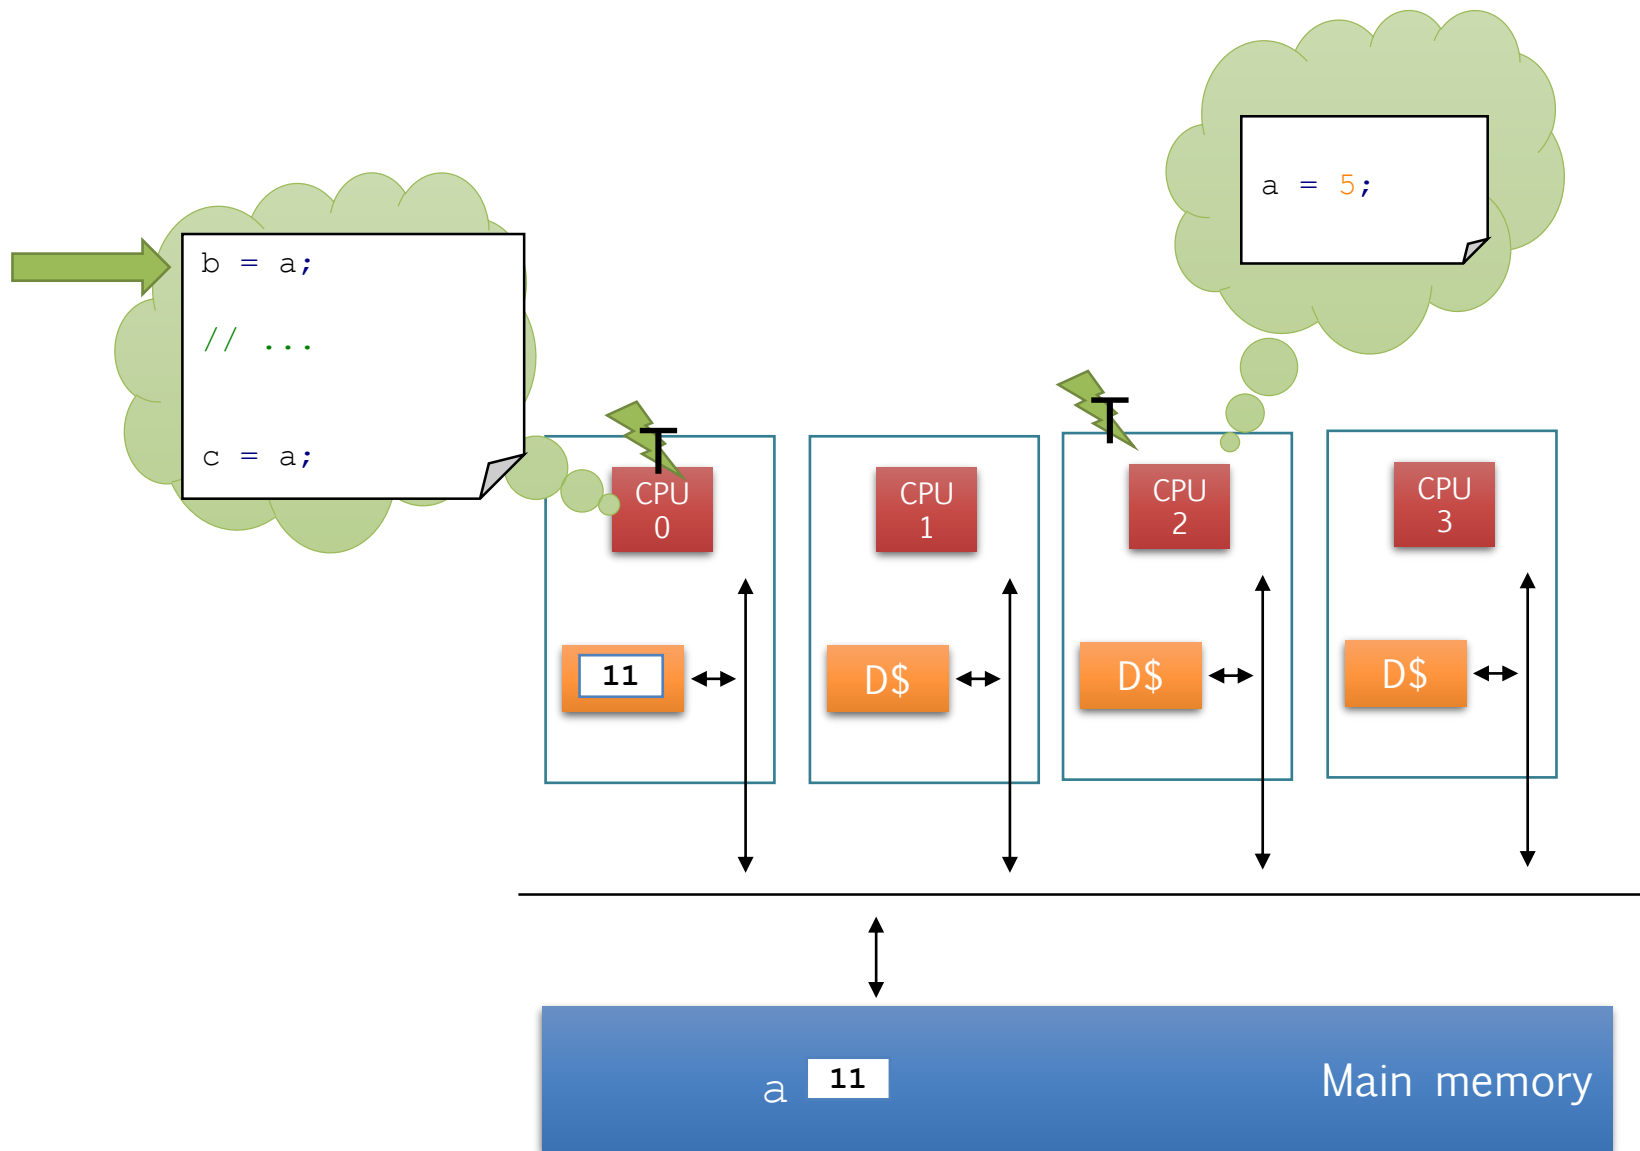 a = 5;
b = a;
// ...
c = a;
T
T
CPU
0
CPU
1
CPU
2
CPU
3
11
D$
D$
D$
a 11
Main memory